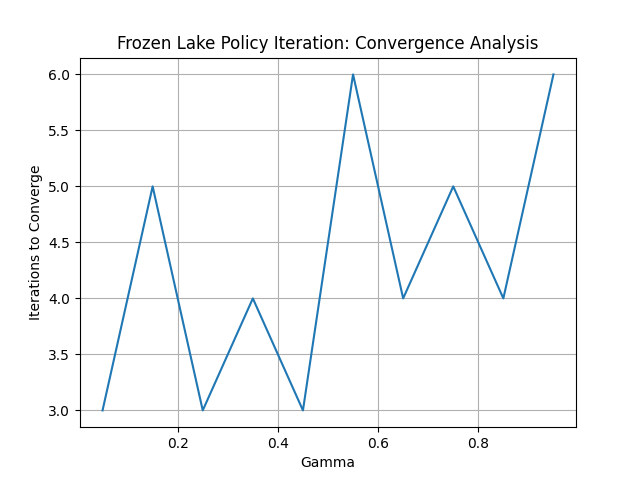 Frozen Lake Policy Iteration: Convergence Analysis
6.0
5.5
5.0
4.5
4.0
3.5
3.0
Iterations to Converge
0.2 0.4 0.6 0.8
Gamma